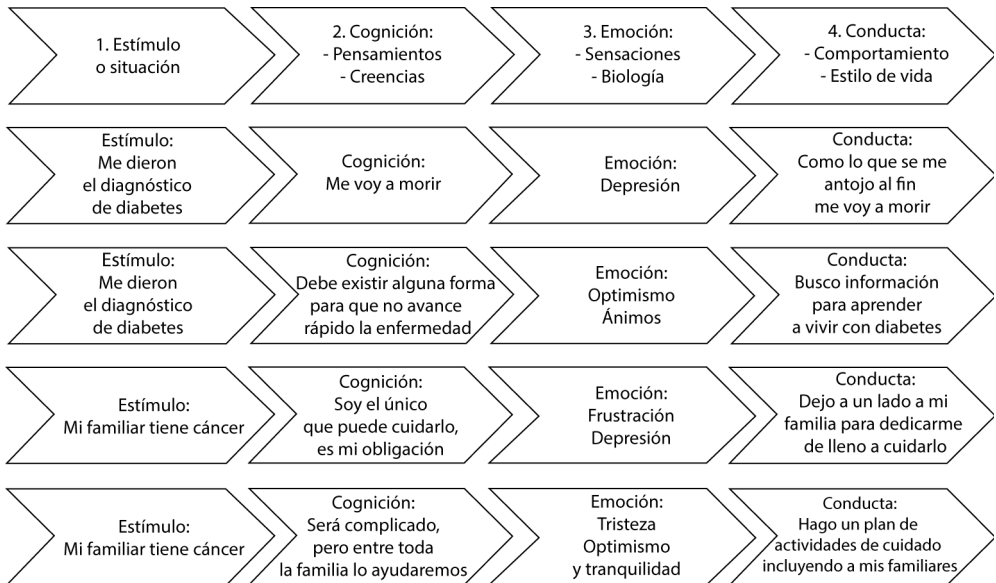 1. Estímulo
o situación
2. Cognición:
- Pensamientos
- Creencias
3. Emoción:
- Sensaciones
- Biología
4. Conducta:
- Comportamiento
- Estilo de vida
Estímulo:
Me dieron
el diagnóstico
de diabetes
Cognición:
Me voy a morir
Emoción:
Depresión
Conducta:
Como lo que se me
antojo al fin
me voy a morir
Estímulo:
Me dieron
el diagnóstico
de diabetes
Cognición:
Debe existir alguna forma
para que no avance
rápido la enfermedad
Emoción:
Optimismo
Ánimos
Conducta:
Busco información
para aprender
a vivir con diabetes
Estímulo:
Mi familiar tiene cáncer
Cognición:
Soy el único
que puede cuidarlo,
es mi obligación
Emoción:
Frustración
Depresión
Conducta:
Dejo a un lado a mi
familia para dedicarme
de lleno a cuidarlo
Estímulo:
Mi familiar tiene cáncer
Cognición:
Será complicado,
pero entre toda
la familia lo ayudaremos
Emoción:
Tristeza
Optimismo
y tranquilidad
Conducta:
Hago un plan de
actividades de cuidado
incluyendo a mis familiares